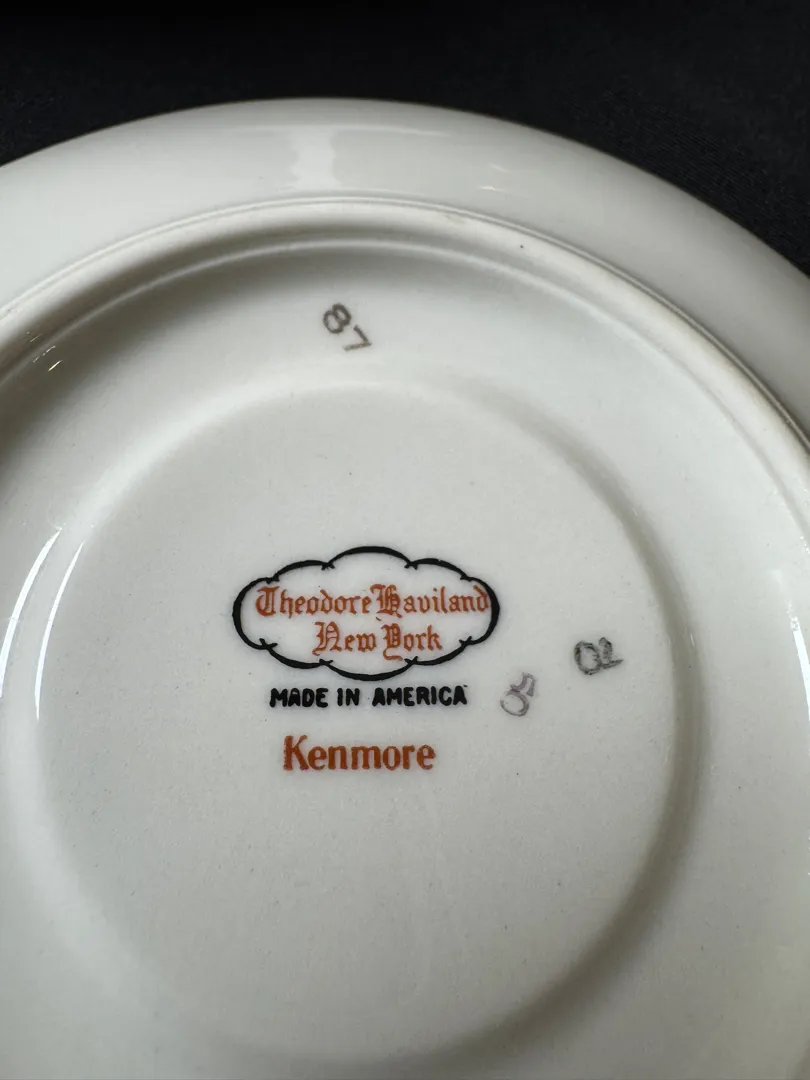 87
Theodore Haviland
New York
MADE IN AMERICA
Kenmore